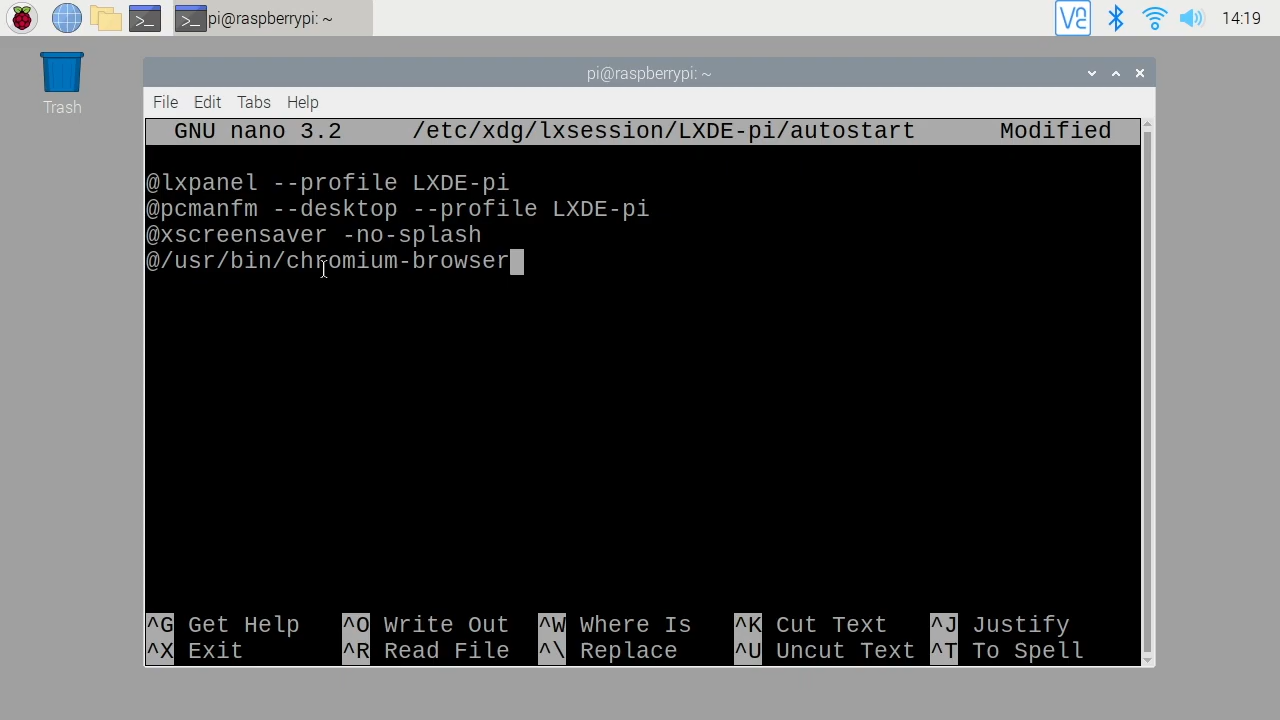 pi@raspberrypi: ~
14:19
Trash
pi@raspberrypi: ~
File Edit Tabs Help
GNU nano 3.2 /etc/xdg/lxsession/LXDE-pi/autostart Modified
@lxpanel --profile LXDE-pi
@pcmanfm --desktop --profile LXDE-pi
@xscreensaver -no-splash
@/usr/bin/chromium-browser
^G Get Help ^O Write Out ^W Where Is ^K Cut Text ^J Justify
^X Exit ^R Read File ^\ Replace ^U Uncut Text ^T To Spell